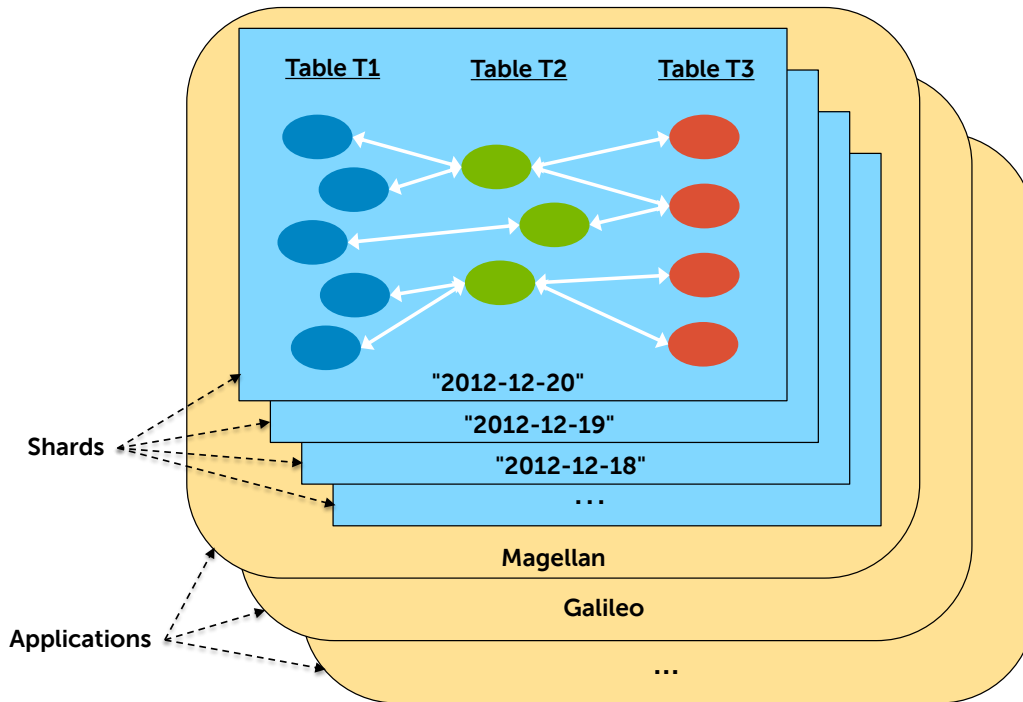 Table T1
Table T2
Table T3
"2012-12-20"
"2012-12-19"
"2012-12-18"
...
Shards
Magellan
Galileo
Applications
...